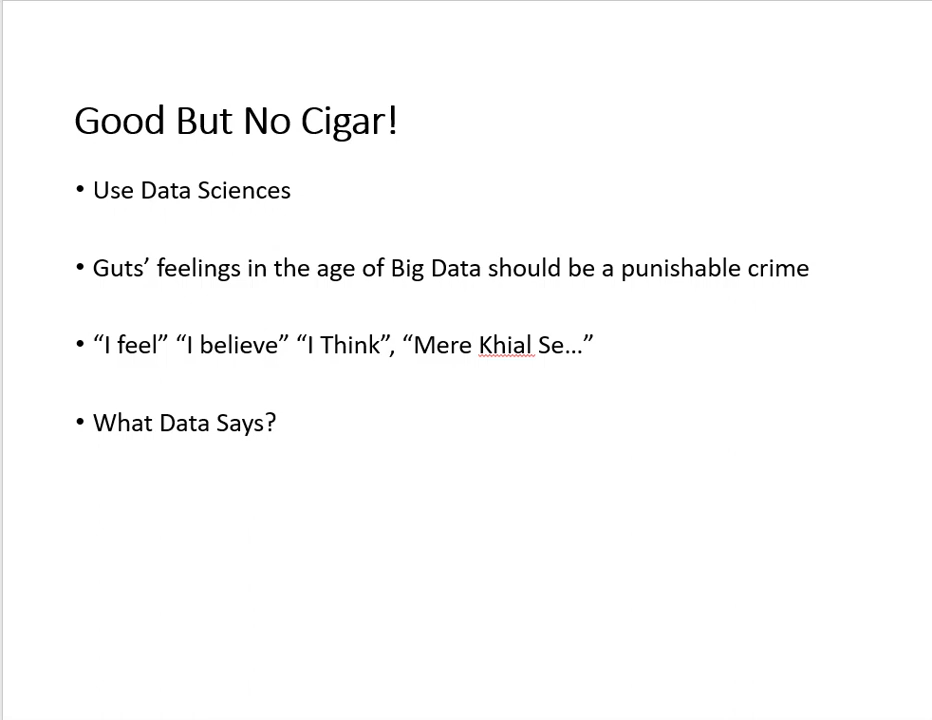 Good But No Cigar!
• Use Data Sciences
• Guts’ feelings in the age of Big Data should be a punishable crime
• “I feel” “I believe” “I Think”, “Mere Khial Se…”
• What Data Says?